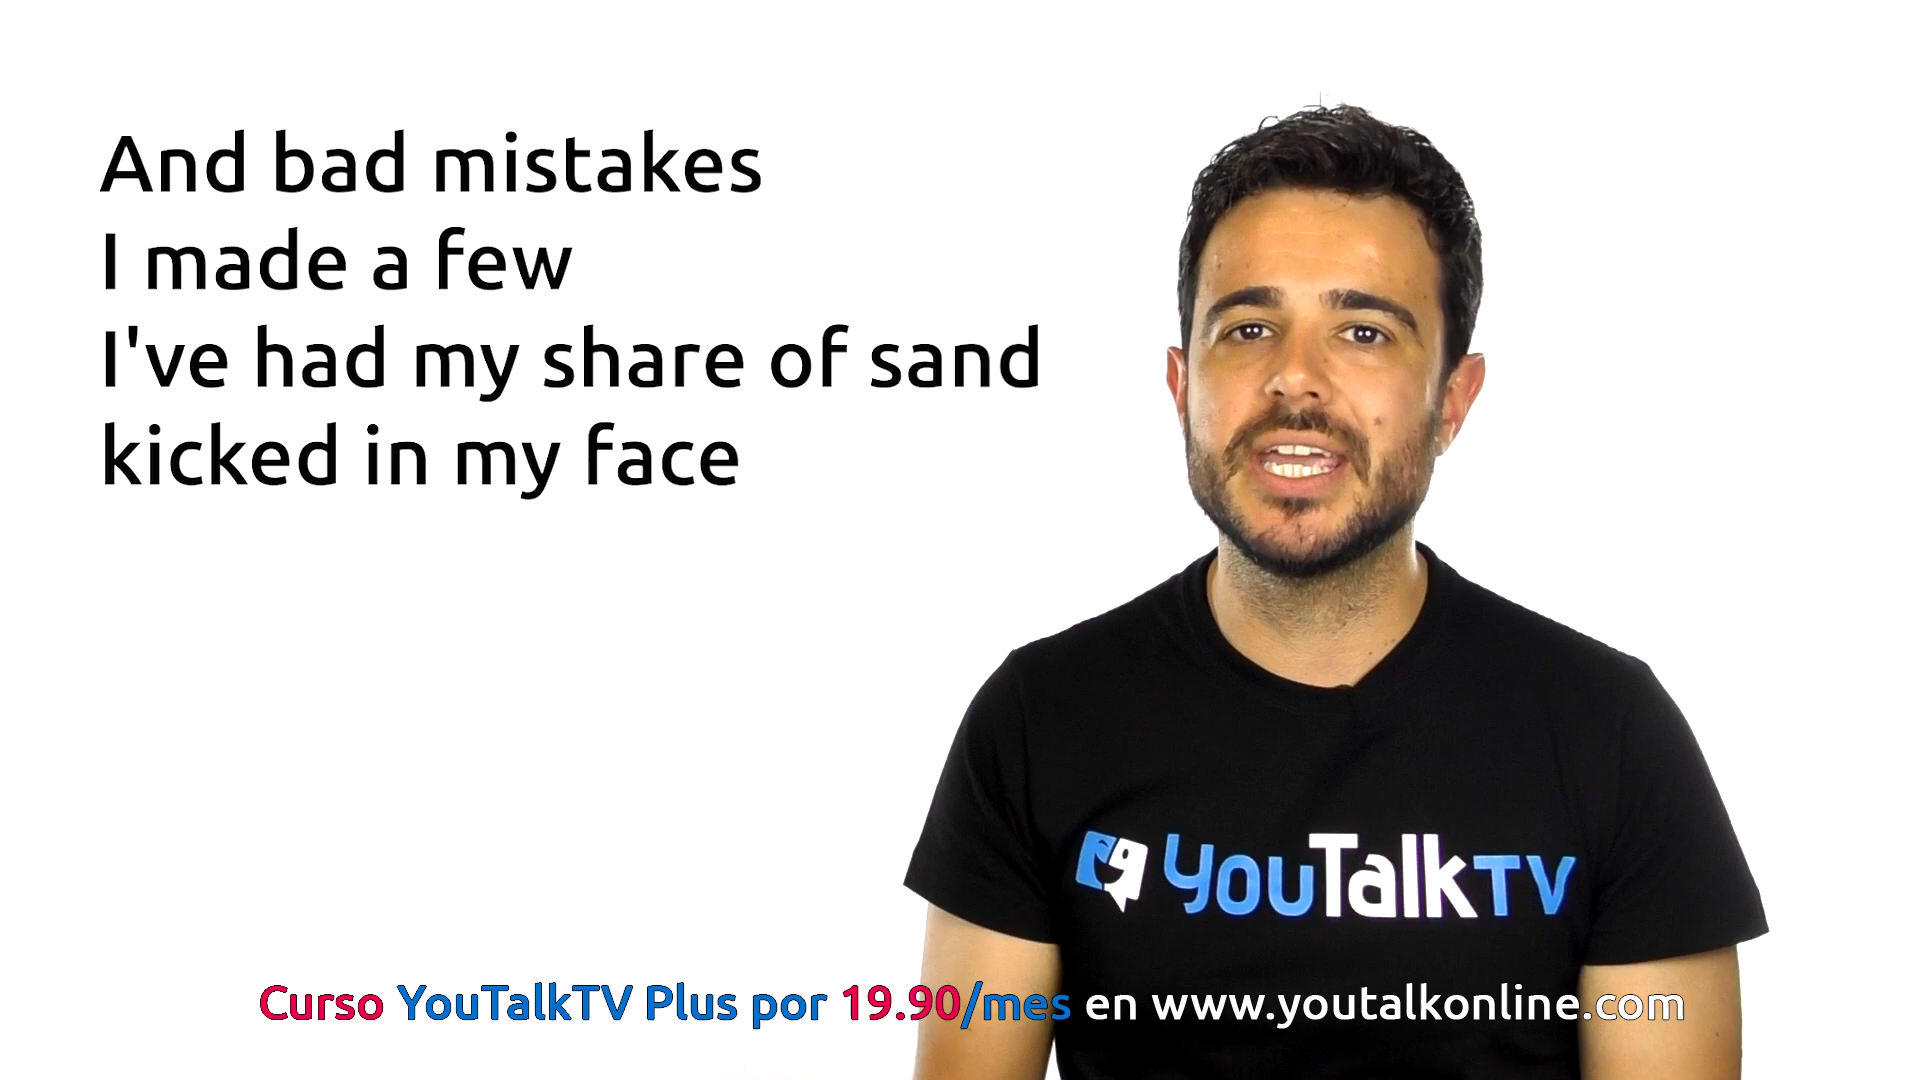 And bad mistakes
I made a few
I've had my share of sand
kicked in my face
YouTalkTV
Curso YouTalkTV Plus por 19.90/mes en www.youtalkonline.com